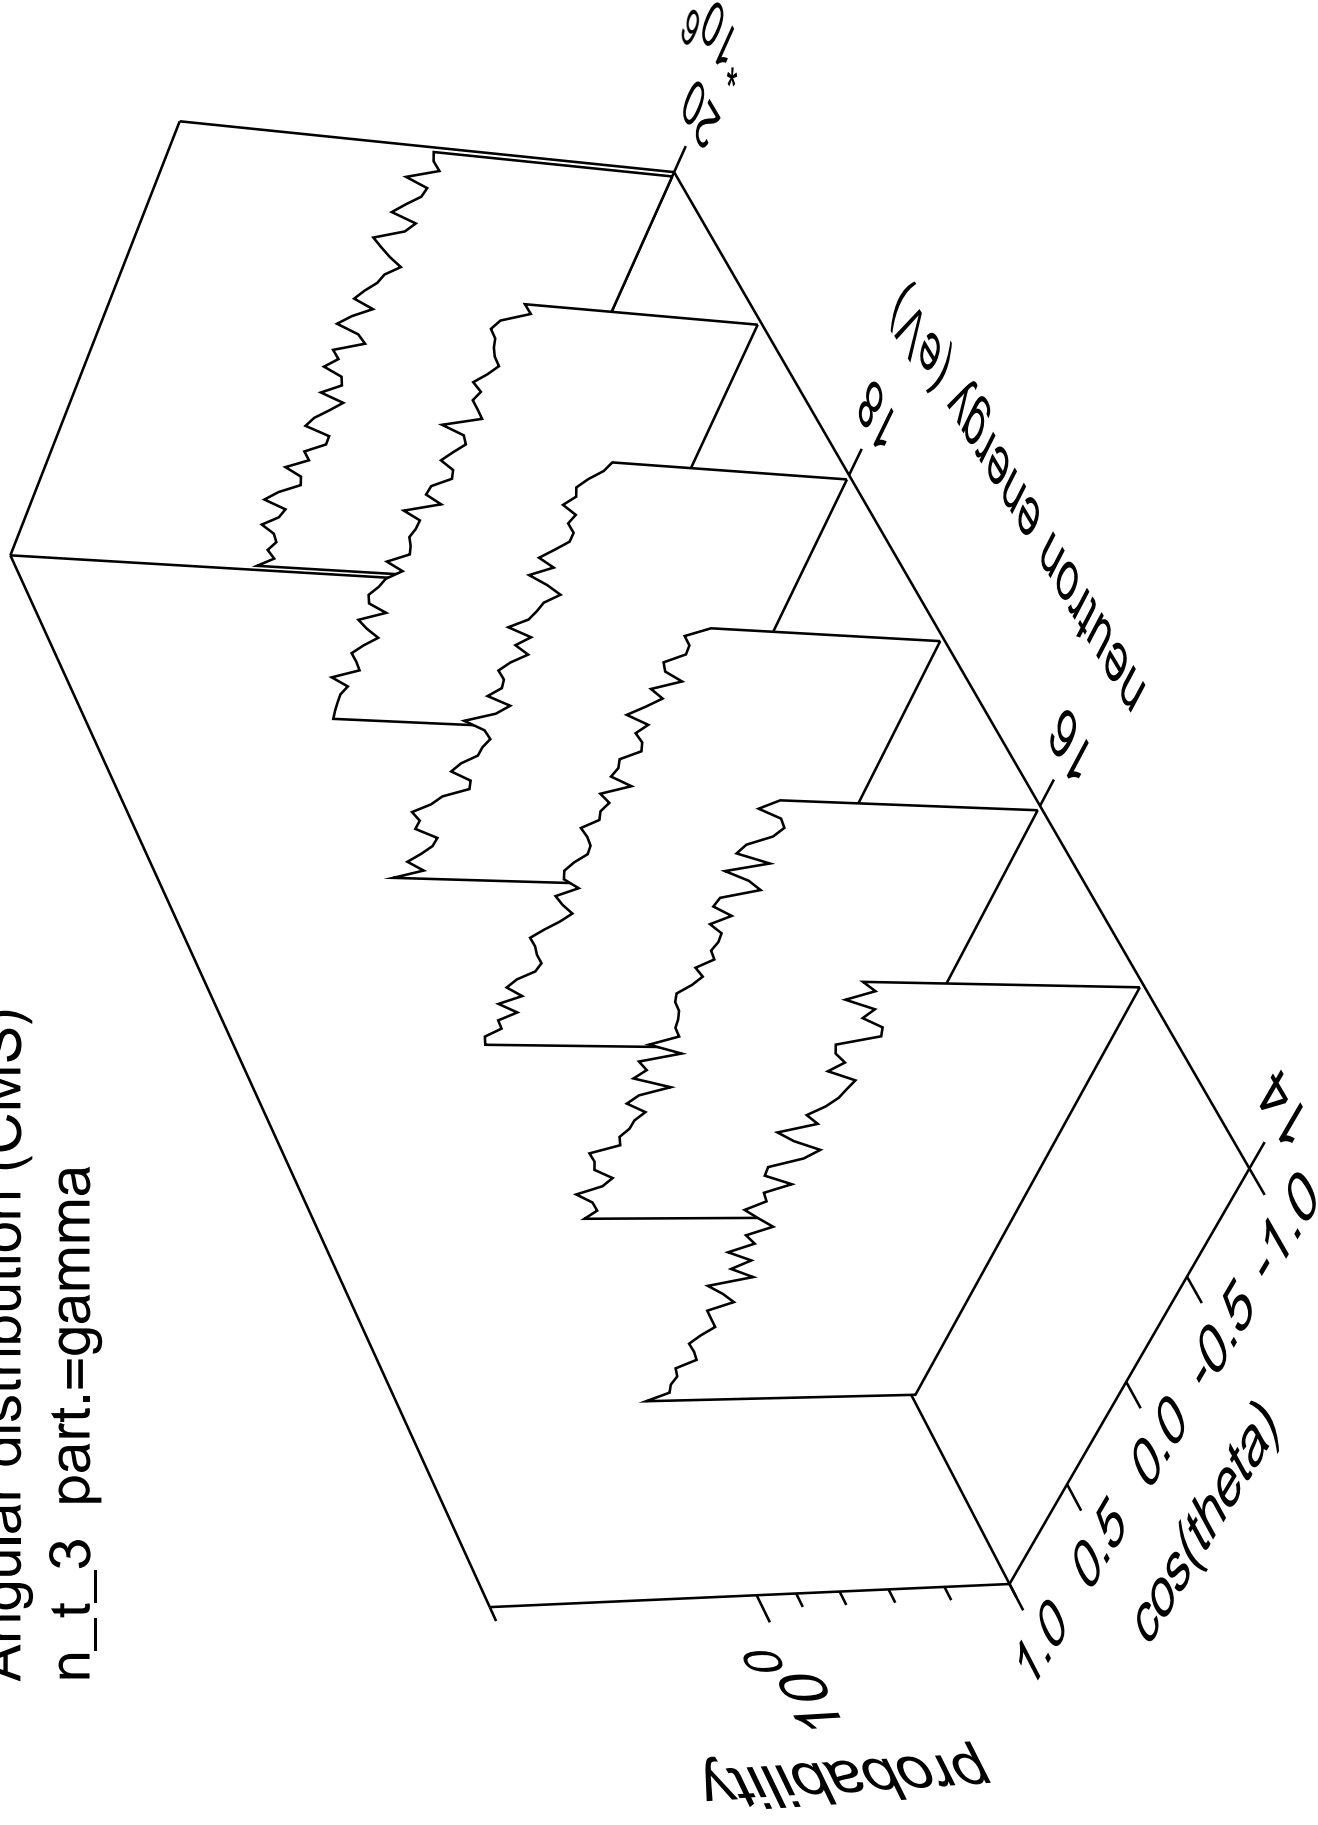 Angular distribution (CMS)
n_t_3 part.=gamma
probability
10^0
1.0 0.5 0.0 -0.5 -1.0
cos(theta)
14 16 18 20
*10^6
neutron energy (eV)